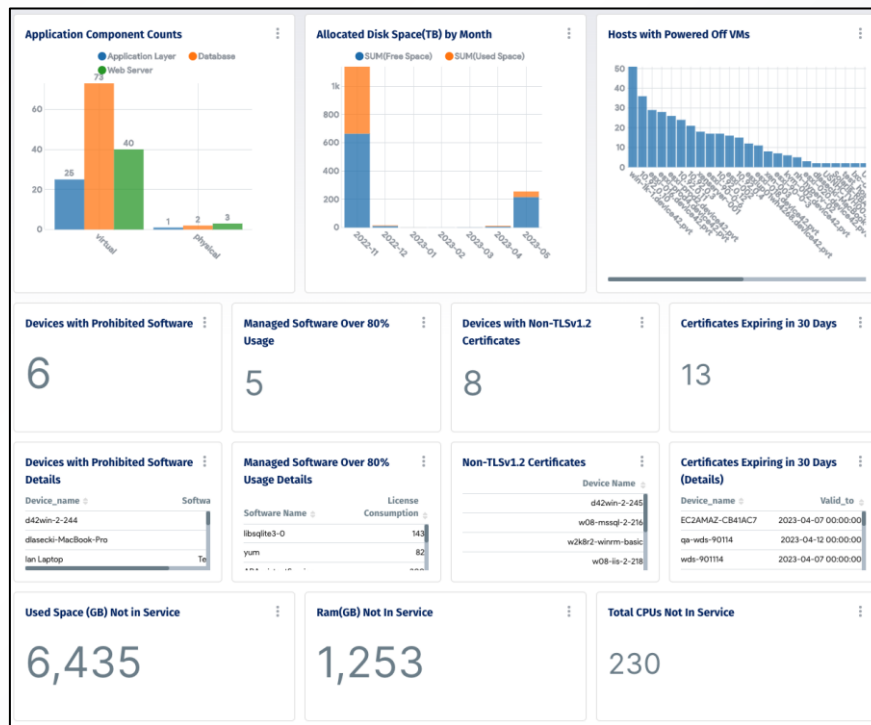 Application Component Counts
Application Layer Database
Web Server
73
60
40
40
25
20
1
2
3
0
virtual
physical
Allocated Disk Space(TB) by Month
SUM(Free Space) SUM(Used Space)
1k
800
600
400
200
0
2022-11
2022-12
2023-01
2023-02
2023-03
2023-04
2023-05
Hosts with Powered Off VMs
50
40
30
20
10
0
Devices with Prohibited Software
6
Managed Software Over 80%
Usage
5
Devices with Non-TLSv1.2
Certificates
8
Certificates Expiring in 30 Days
13
Devices with Prohibited Software
Details
Device_name Softwa
d42win-2-244
dlasecki-MacBook-Pro
Ian Laptop Te
Managed Software Over 80%
Usage Details
License
Software Name Consumption
libsqlite3-0 143
yum 82
Non-TLSv1.2 Certificates
Device Name
d42win-2-245
w08-mssql-2-216
w2k8r2-winrm-basic
w08-iis-2-218
Certificates Expiring in 30 Days
(Details)
Device_name Valid_to
EC2AMAZ-CB41AC7 2023-04-07 00:00:00
qa-wds-90114 2023-04-12 00:00:00
wds-901114 2023-04-07 00:00:00
Used Space (GB) Not in Service
6,435
Ram(GB) Not In Service
1,253
Total CPUs Not In Service
230